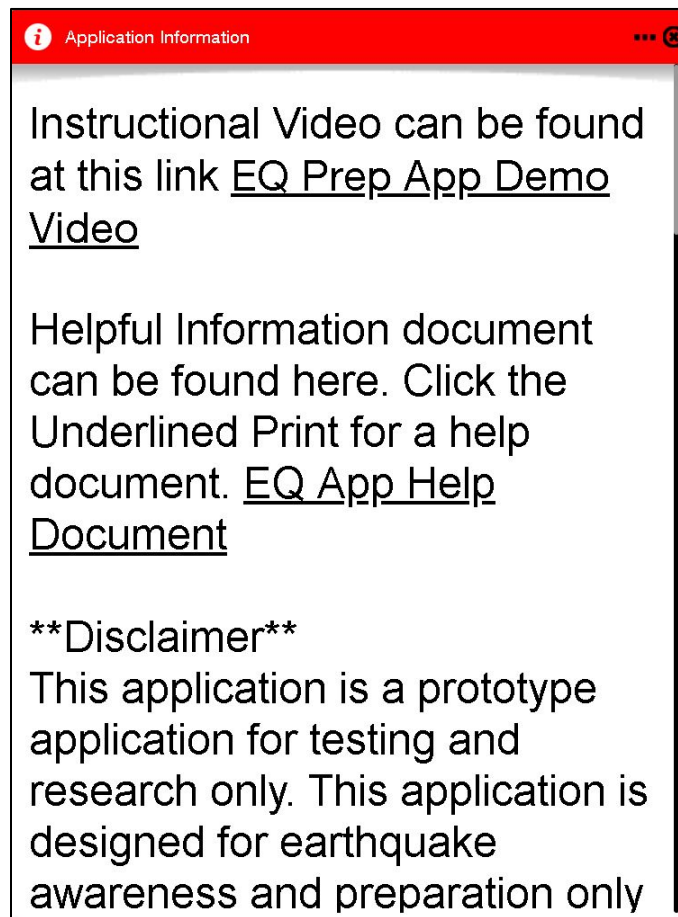 Application Information
Instructional Video can be found
at this link EQ Prep App Demo
Video
Helpful Information document
can be found here. Click the
Underlined Print for a help
document. EQ App Help
Document
**Disclaimer**
This application is a prototype
application for testing and
research only. This application is
designed for earthquake
awareness and preparation only